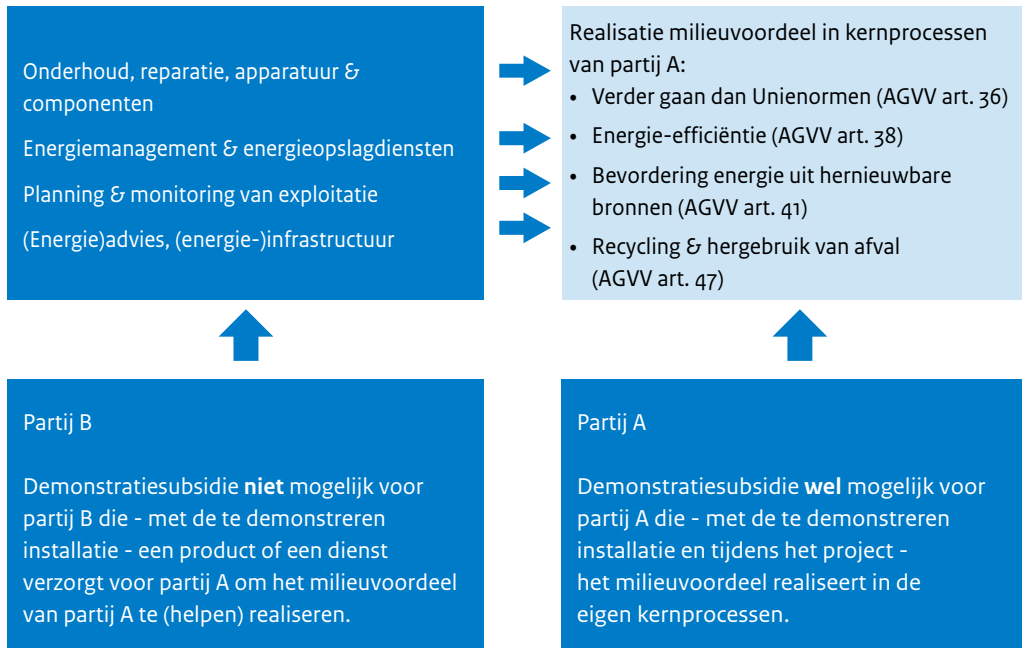 Onderhoud, reparatie, apparatuur &
componenten
Energiemanagement & energieopslagdiensten
Planning & monitoring van exploitatie
(Energie)advies, (energie-)infrastructuur
Realisatie milieuvoordeel in kernprocessen
van partij A:
• Verder gaan dan Unienormen (AGVV art. 36)
• Energie-efficiëntie (AGVV art. 38)
• Bevordering energie uit hernieuwbare
bronnen (AGVV art. 41)
• Recycling & hergebruik van afval
(AGVV art. 47)
Partij B
Demonstratiesubsidie niet mogelijk voor
partij B die - met de te demonstreren
installatie - een product of een dienst
verzorgt voor partij A om het milieuvoordeel
van partij A te (helpen) realiseren.
Partij A
Demonstratiesubsidie wel mogelijk voor
partij A die - met de te demonstreren
installatie en tijdens het project -
het milieuvoordeel realiseert in de
eigen kernprocessen.